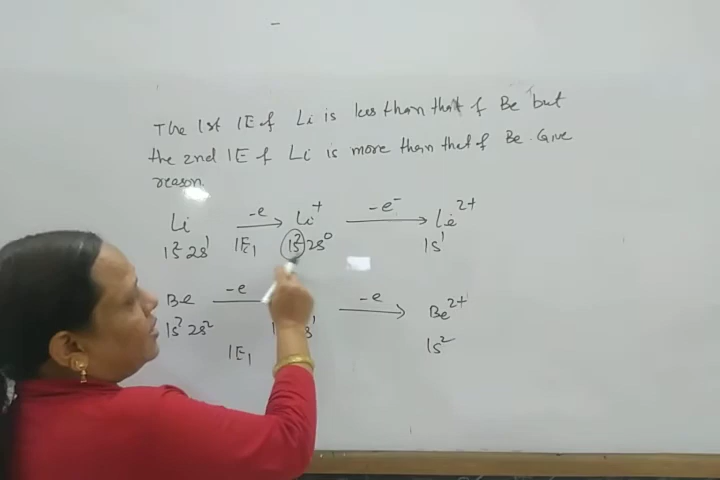 The 1st IE of Li is less than that of Be but
the 2nd IE of Li is more than that of Be. Give
reason.
Li -e → Li⁺ -e⁻ → Li²⁺
1s² 2s¹ IE₁ 1s² 2s⁰ 1s¹
Be -e -e → Be²⁺
1s² 2s² s¹ 1s²
IE₁